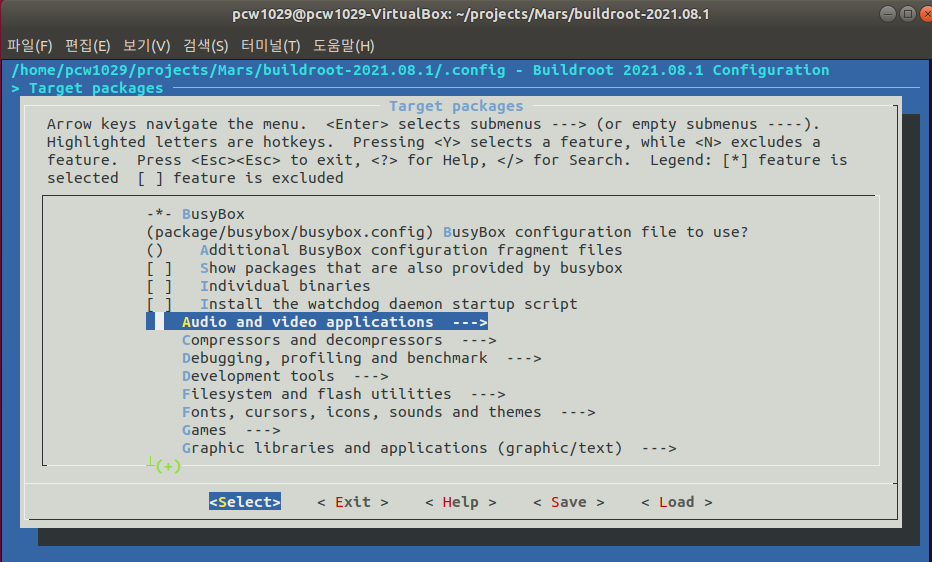 pcw1029@pcw1029-VirtualBox: ~/projects/Mars/buildroot-2021.08.1
파일(F) 편집(E) 보기(V) 검색(S) 터미널(T) 도움말(H)
/home/pcw1029/projects/Mars/buildroot-2021.08.1/.config - Buildroot 2021.08.1 Configuration
> Target packages
Target packages
Arrow keys navigate the menu. <Enter> selects submenus ---> (or empty submenus ----).
Highlighted letters are hotkeys. Pressing <Y> selects a feature, while <N> excludes a
feature. Press <Esc><Esc> to exit, <?> for Help, </> for Search. Legend: [*] feature is
selected [ ] feature is excluded
-*- BusyBox
(package/busybox/busybox.config) BusyBox configuration file to use?
() Additional BusyBox configuration fragment files
[ ] Show packages that are also provided by busybox
[ ] Individual binaries
[ ] Install the watchdog daemon startup script
Audio and video applications --->
Compressors and decompressors --->
Debugging, profiling and benchmark --->
Development tools --->
Filesystem and flash utilities --->
Fonts, cursors, icons, sounds and themes --->
Games --->
Graphic libraries and applications (graphic/text) --->
┴(+)
<Select> < Exit > < Help > < Save > < Load >